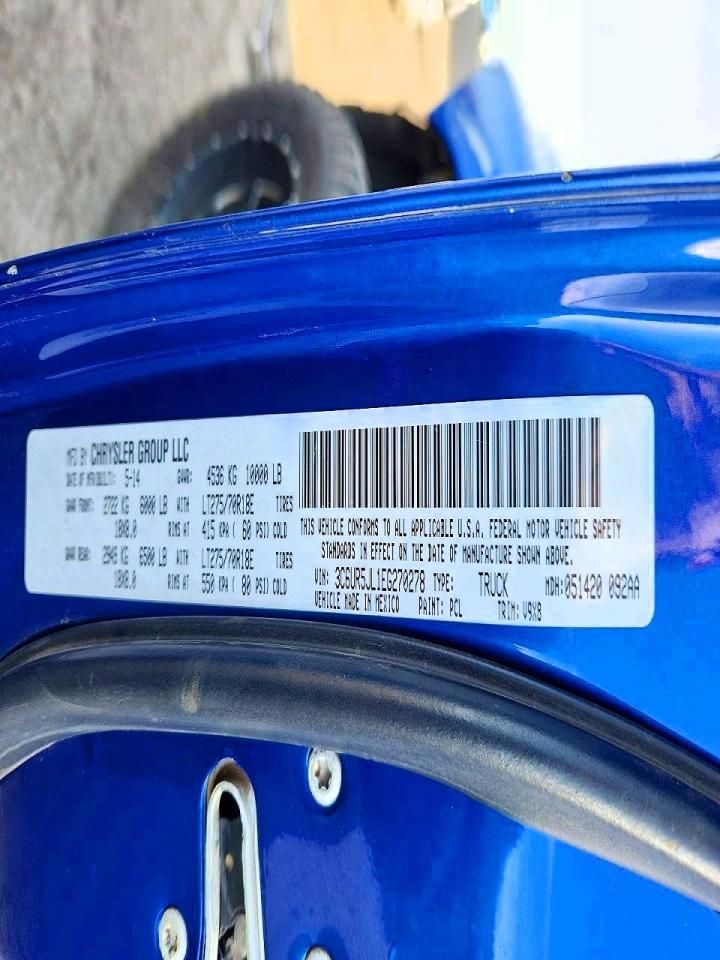 MFD BY CHRYSLER GROUP LLC
DATE OF MFR(BUILT): 5-14 GVWR: 4536 KG 10000 LB
GAWR FRONT: 2722 KG 6000 LB WITH LT275/70R18E TIRES
18X8.0 RIMS AT 415 KPA ( 60 PSI) COLD
GAWR REAR: 2949 KG 6500 LB WITH LT275/70R18E TIRES
18X8.0 RIMS AT 550 KPA ( 80 PSI) COLD
THIS VEHICLE CONFORMS TO ALL APPLICABLE U.S.A. FEDERAL MOTOR VEHICLE SAFETY
STANDARDS IN EFFECT ON THE DATE OF MANUFACTURE SHOWN ABOVE.
VIN: 3C6UR5JL1EG270278 TYPE: TRUCK MDH: 051420 092AA
VEHICLE MADE IN MEXICO PAINT: PCL TRIM: V9X8